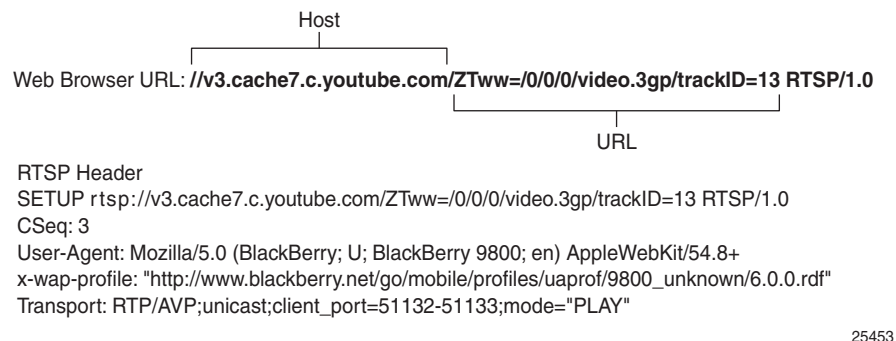 Host
Web Browser URL: //v3.cache7.c.youtube.com/ZTww=/0/0/0/video.3gp/trackID=13 RTSP/1.0
URL
RTSP Header
SETUP rtsp://v3.cache7.c.youtube.com/ZTww=/0/0/0/video.3gp/trackID=13 RTSP/1.0
CSeq: 3
User-Agent: Mozilla/5.0 (BlackBerry; U; BlackBerry 9800; en) AppleWebKit/54.8+
x-wap-profile: "http://www.blackberry.net/go/mobile/profiles/uaprof/9800_unknown/6.0.0.rdf"
Transport: RTP/AVP;unicast;client_port=51132-51133;mode="PLAY"
25453